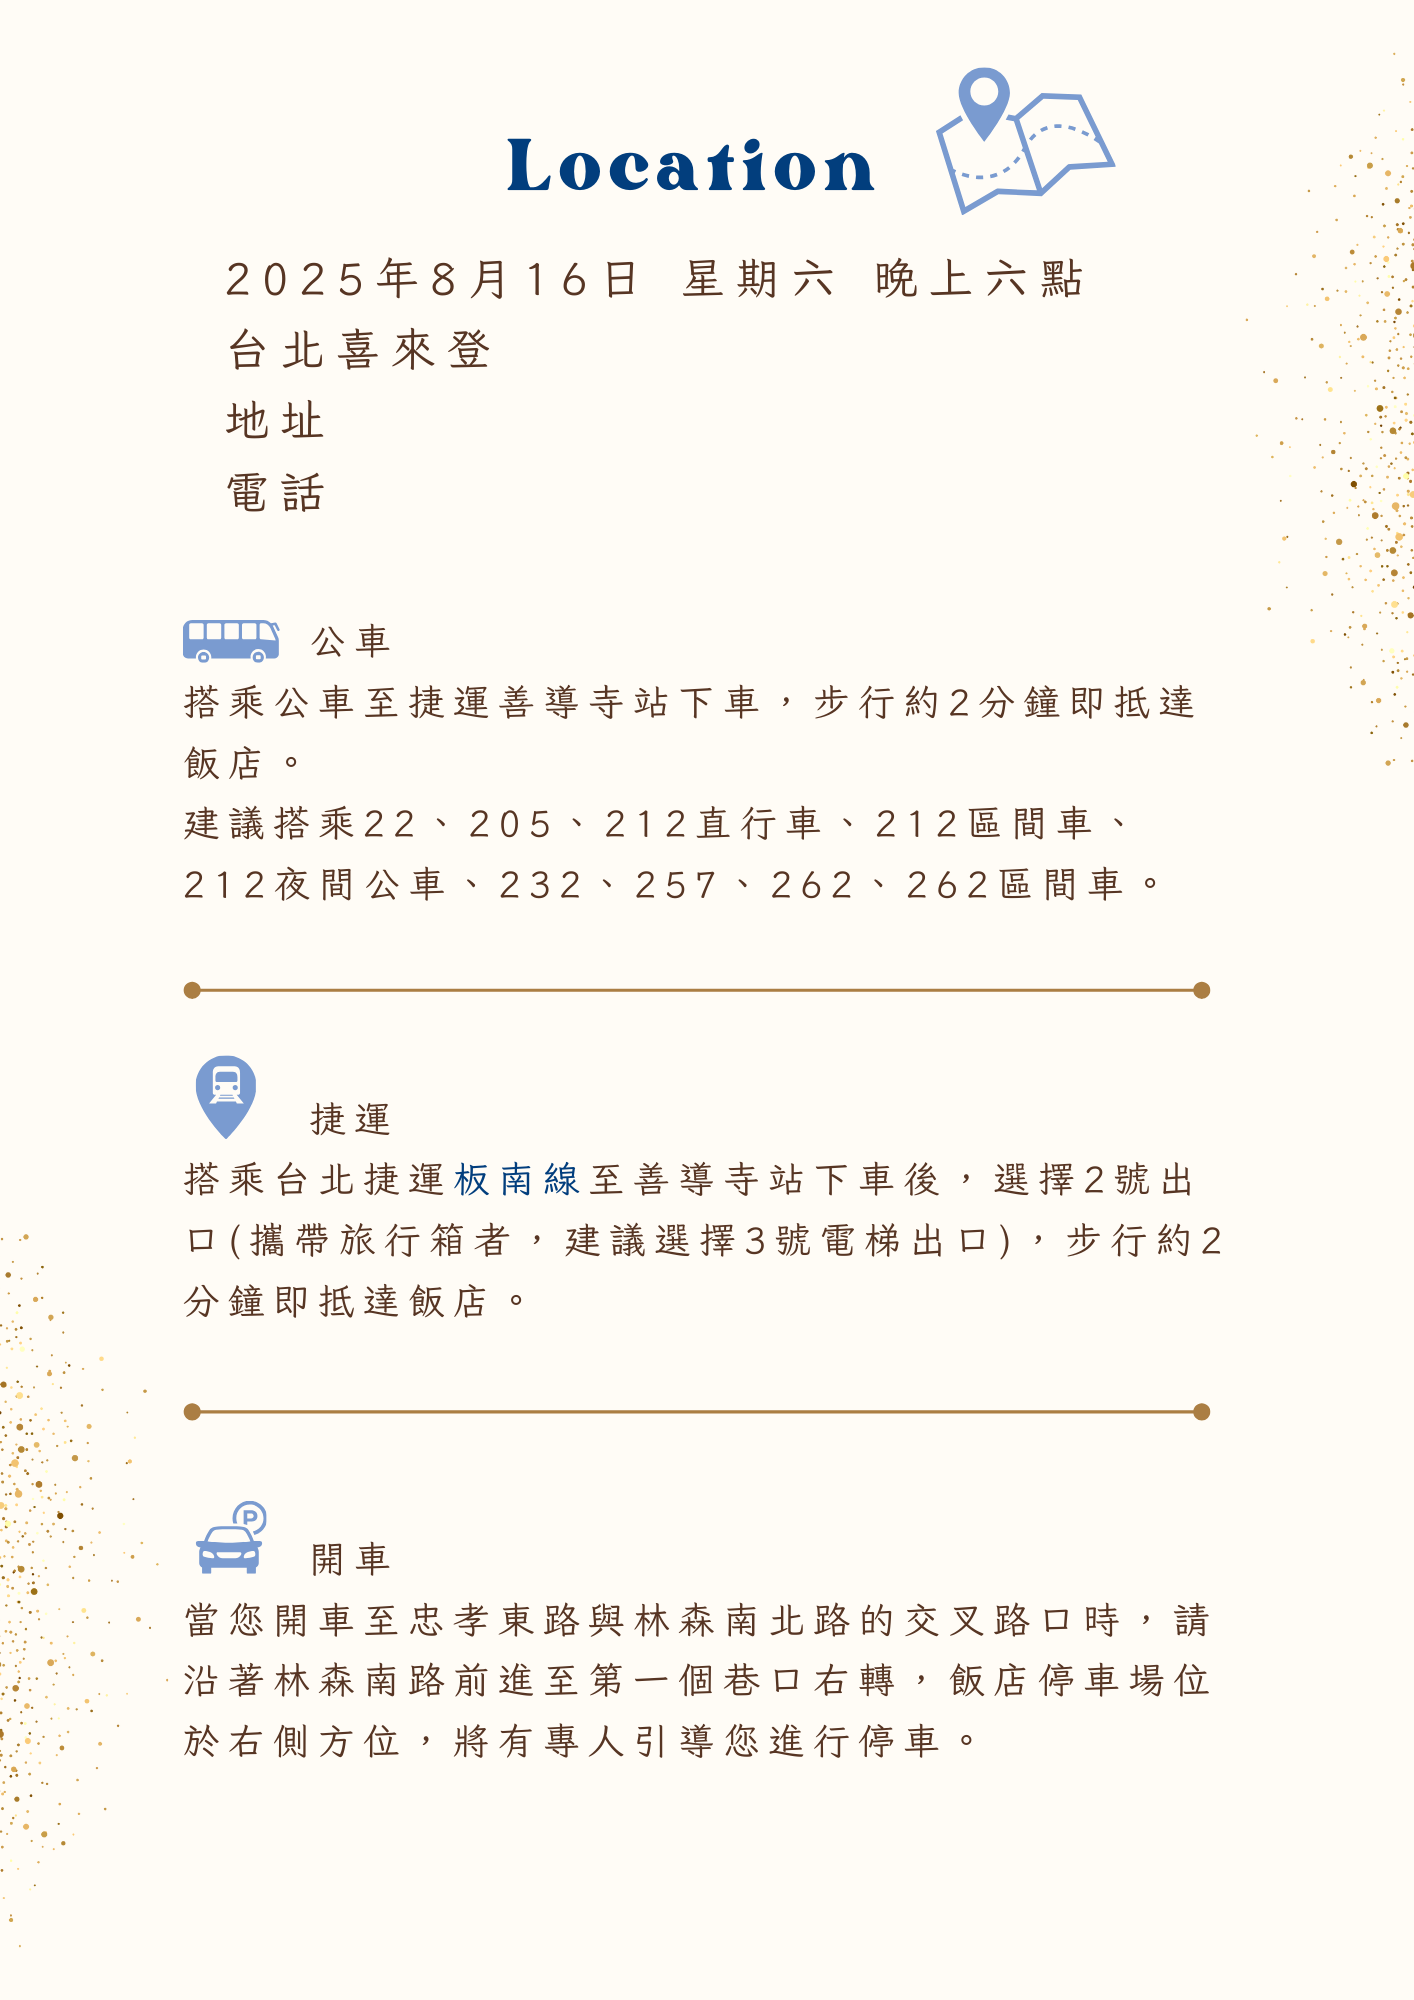 Location
2025年8月16日 星期六 晚上六點
台北喜來登
地址
電話
公車
搭乘公車至捷運善導寺站下車，步行約2分鐘即抵達
飯店。
建議搭乘22、205、212直行車、212區間車、
212夜間公車、232、257、262、262區間車。
捷運
搭乘台北捷運板南線至善導寺站下車後，選擇2號出
口(攜帶旅行箱者，建議選擇3號電梯出口)，步行約2
分鐘即抵達飯店。
P
開車
當您開車至忠孝東路與林森南北路的交叉路口時，請
沿著林森南路前進至第一個巷口右轉，飯店停車場位
於右側方位，將有專人引導您進行停車。